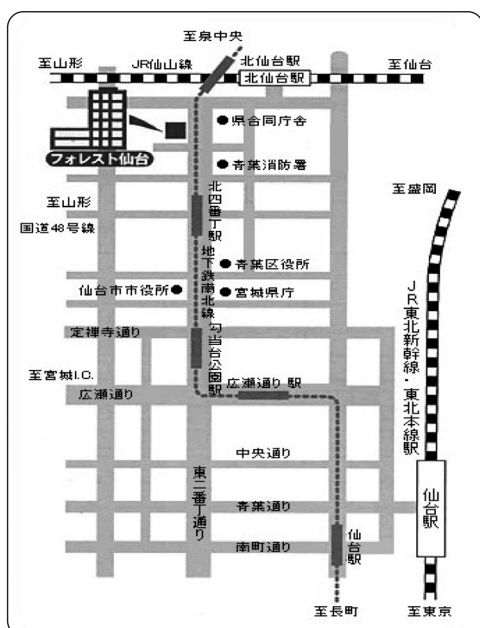 至泉中央
至山形
JR仙山線
北仙台駅
北仙台駅
至仙台
県合同庁舎
フォレスト仙台
青葉消防署
至山形
国道48号線
北四番丁駅
至盛岡
地下鉄南北線
青葉区役所
仙台市市役所
宮城県庁
定禅寺通り
勾当台公園駅
JR東北新幹線・東北本線駅
至宮城I.C.
広瀬通り
広瀬通り 駅
中央通り
東二番丁通り
青葉通り
南町通り
仙台駅
仙台駅
至長町
至東京